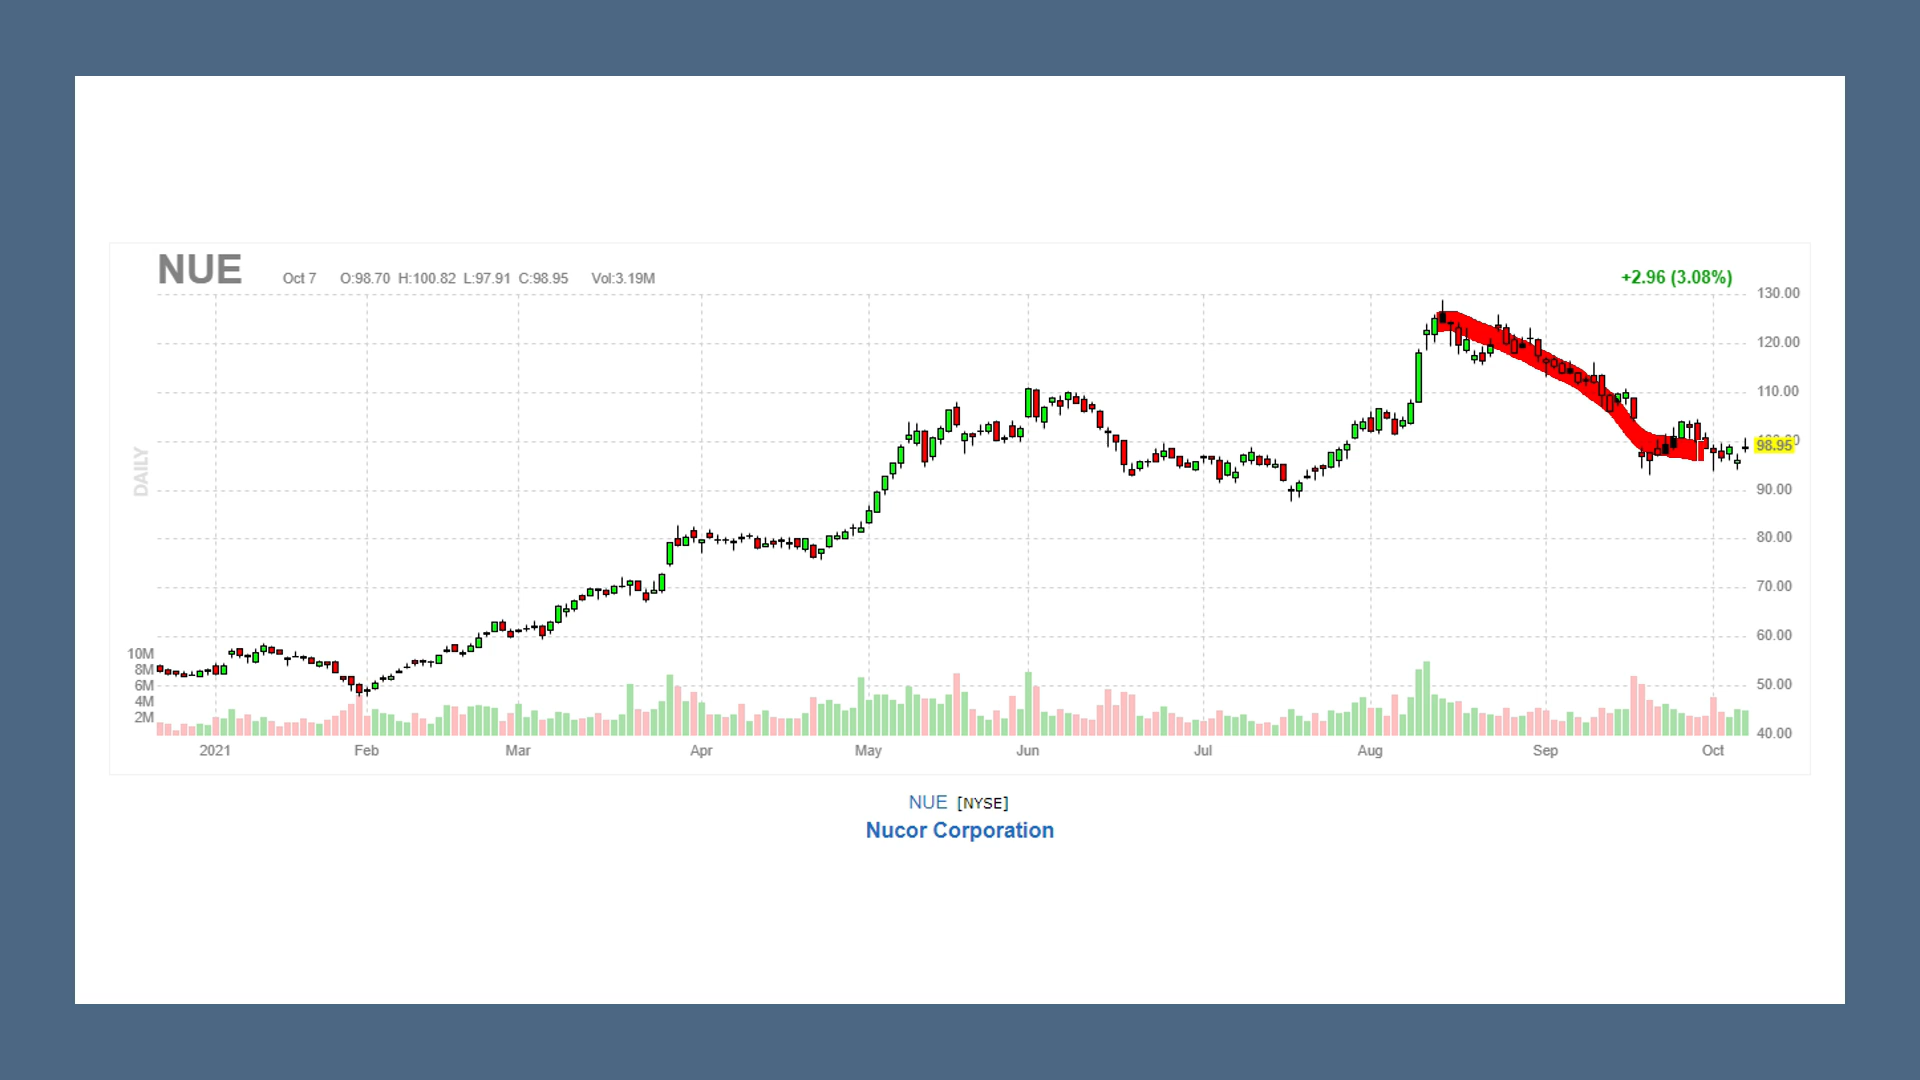 NUE Oct 7 O:98.70 H:100.82 L:97.91 C:98.95 Vol:3.19M +2.96 (3.08%)
130.00
120.00
110.00
98.95
90.00
80.00
70.00
60.00
50.00
40.00
DAILY
10M
8M
6M
4M
2M
2021 Feb Mar Apr May Jun Jul Aug Sep Oct
NUE [NYSE]
Nucor Corporation